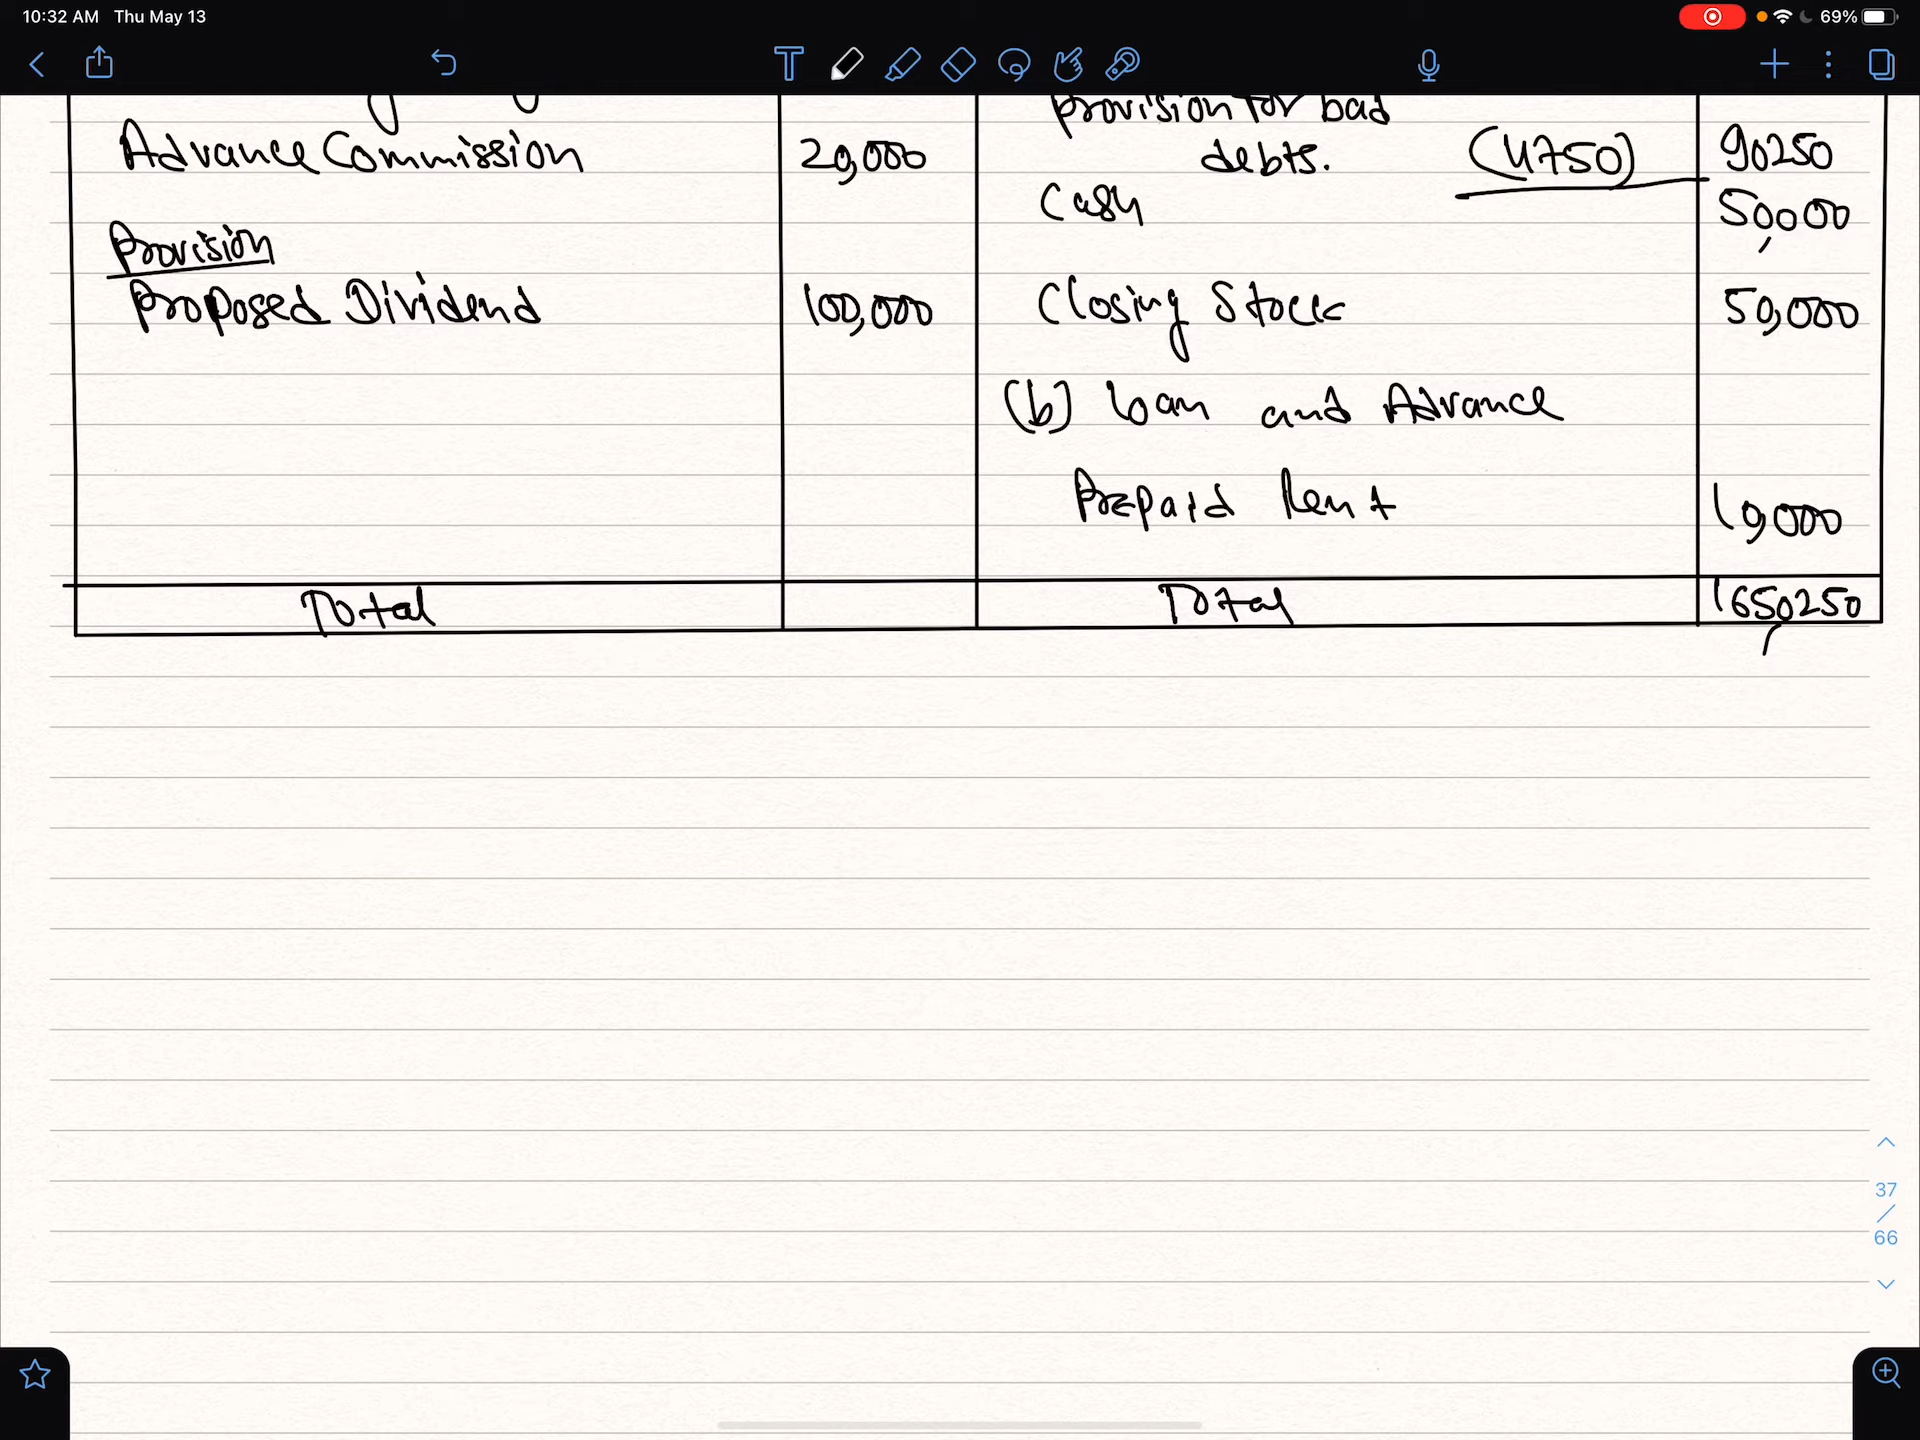 10:32 AM Thu May 13
69%
provision for bad
Advance Commission 20,000 debts. (4750) 90250
Cash 50,000
Provision
Proposed Dividend 100,000 Closing Stock 50,000
(b) Loan and Advance
Prepaid Rent 10,000
Total Total 1650250
37
/
66